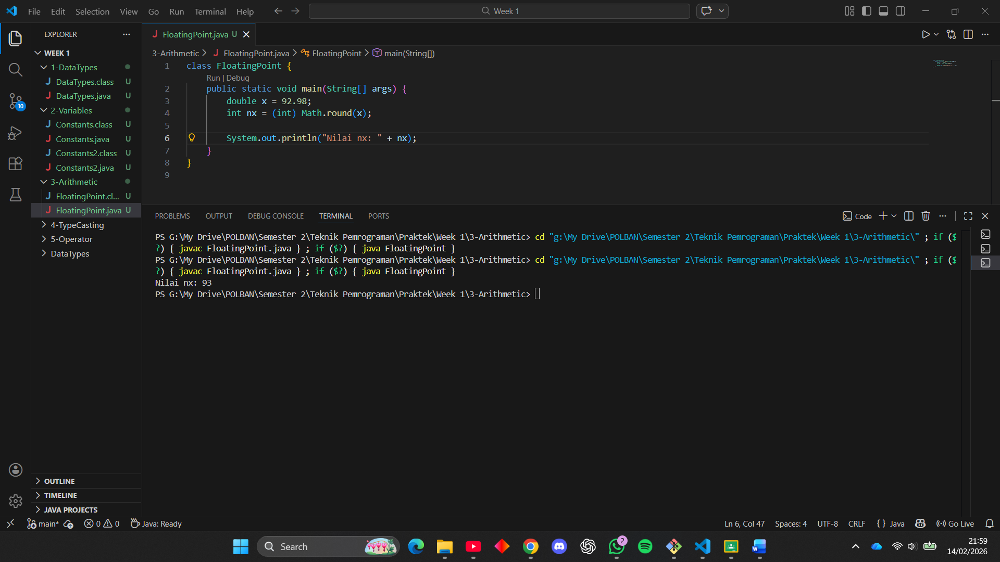 File Edit Selection View Go Run Terminal Help
Week 1
EXPLORER
WEEK 1
1-DataTypes
DataTypes.class U
DataTypes.java U
2-Variables
Constants.class U
Constants.java U
Constants2.class U
Constants2.java U
3-Arithmetic
FloatingPoint.cl... U
FloatingPoint.java U
4-TypeCasting
5-Operator
DataTypes
OUTLINE
TIMELINE
JAVA PROJECTS
10
FloatingPoint.java U
3-Arithmetic > FloatingPoint.java > FloatingPoint > main(String[])
1 class FloatingPoint {
Run | Debug
2 public static void main(String[] args) {
3 double x = 92.98;
4 int nx = (int) Math.round(x);
5
6 System.out.println("Nilai nx: " + nx);
7 }
8 }
9
PROBLEMS OUTPUT DEBUG CONSOLE TERMINAL PORTS
Code
PS G:\My Drive\POLBAN\Semester 2\Teknik Pemrograman\Praktek\Week 1\3-Arithmetic> cd "g:\My Drive\POLBAN\Semester 2\Teknik Pemrograman\Praktek\Week 1\3-Arithmetic\" ; if ($
?) { javac FloatingPoint.java } ; if ($?) { java FloatingPoint }
PS G:\My Drive\POLBAN\Semester 2\Teknik Pemrograman\Praktek\Week 1\3-Arithmetic> cd "g:\My Drive\POLBAN\Semester 2\Teknik Pemrograman\Praktek\Week 1\3-Arithmetic\" ; if ($
?) { javac FloatingPoint.java } ; if ($?) { java FloatingPoint }
Nilai nx: 93
PS G:\My Drive\POLBAN\Semester 2\Teknik Pemrograman\Praktek\Week 1\3-Arithmetic>
main* 0 0 Java: Ready
Ln 6, Col 47 Spaces: 4 UTF-8 CRLF {} Java Go Live
Search
2
21:59
14/02/2026